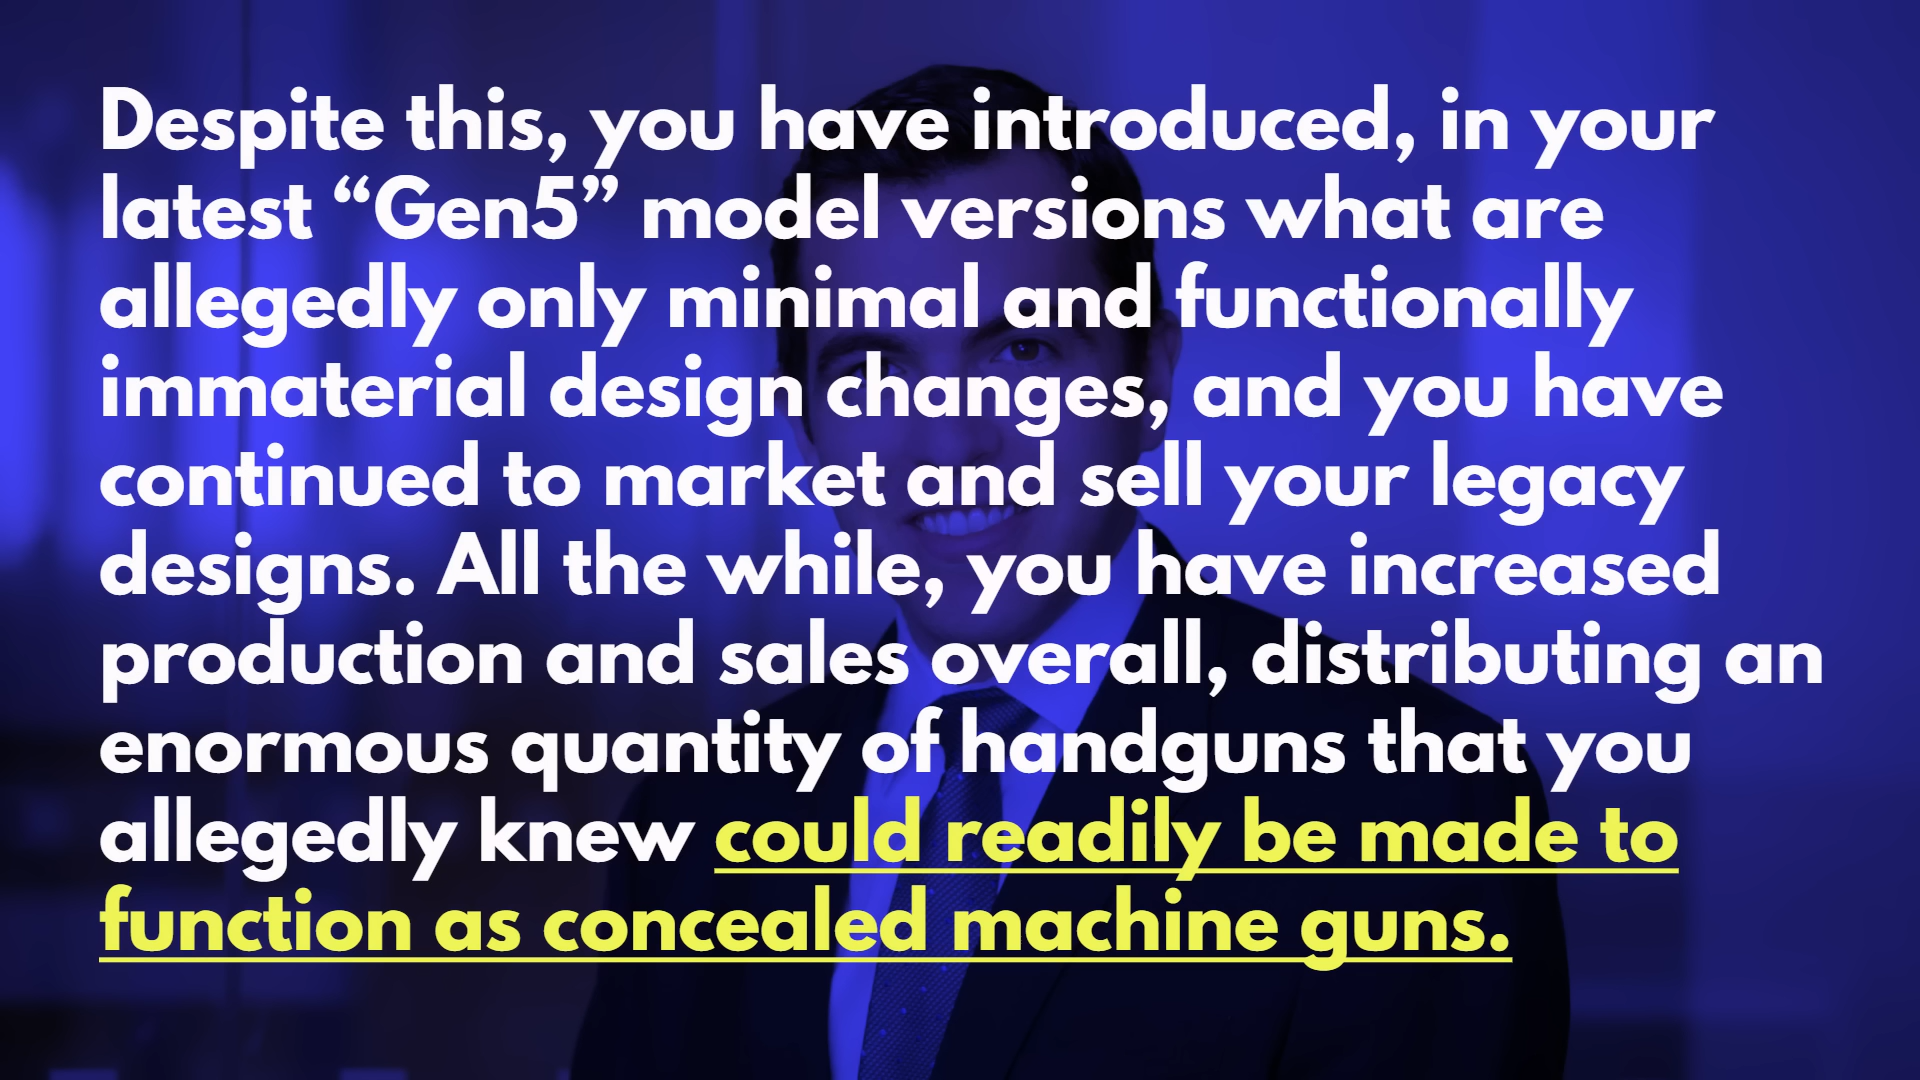 Despite this, you have introduced, in your
latest “Gen5” model versions what are
allegedly only minimal and functionally
immaterial design changes, and you have
continued to market and sell your legacy
designs. All the while, you have increased
production and sales overall, distributing an
enormous quantity of handguns that you
allegedly knew could readily be made to
function as concealed machine guns.